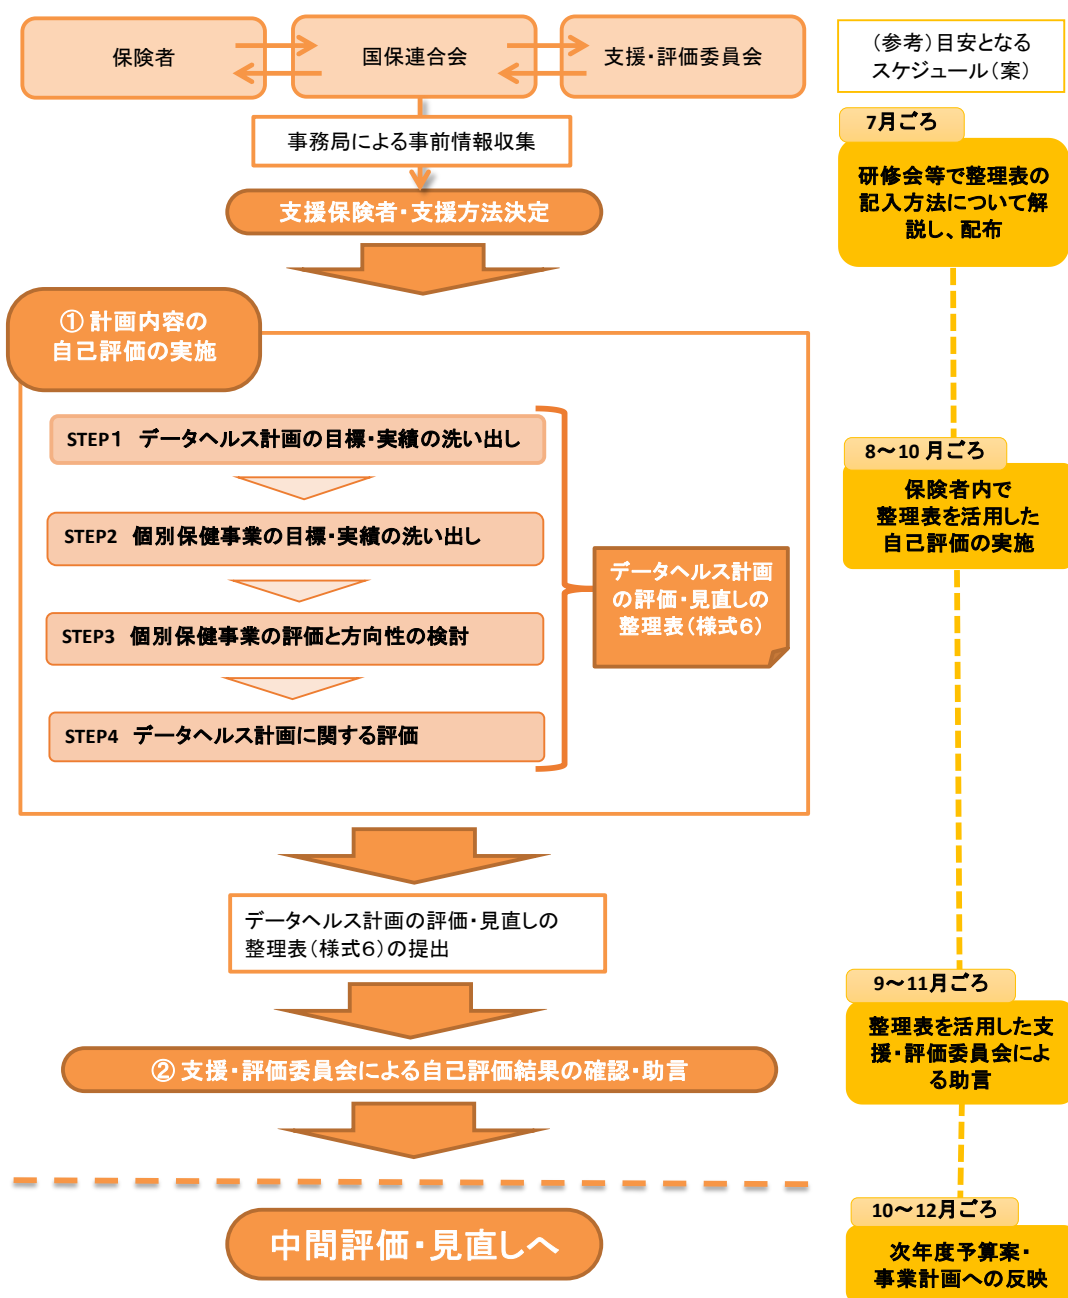 保険者
国保連合会
支援・評価委員会
事務局による事前情報収集
支援保険者・支援方法決定
① 計画内容の
自己評価の実施
STEP1 データヘルス計画の目標・実績の洗い出し
STEP2 個別保健事業の目標・実績の洗い出し
STEP3 個別保健事業の評価と方向性の検討
STEP4 データヘルス計画に関する評価
データヘルス計画
の評価・見直しの
整理表（様式６）
データヘルス計画の評価・見直しの
整理表（様式６）の提出
② 支援・評価委員会による自己評価結果の確認・助言
中間評価・見直しへ
（参考）目安となる
スケジュール（案）
7月ごろ
研修会等で整理表の
記入方法について解
説し、配布
8～10 月ごろ
保険者内で
整理表を活用した
自己評価の実施
9～11月ごろ
整理表を活用した支
援・評価委員会によ
る助言
10～12月ごろ
次年度予算案・
事業計画への反映